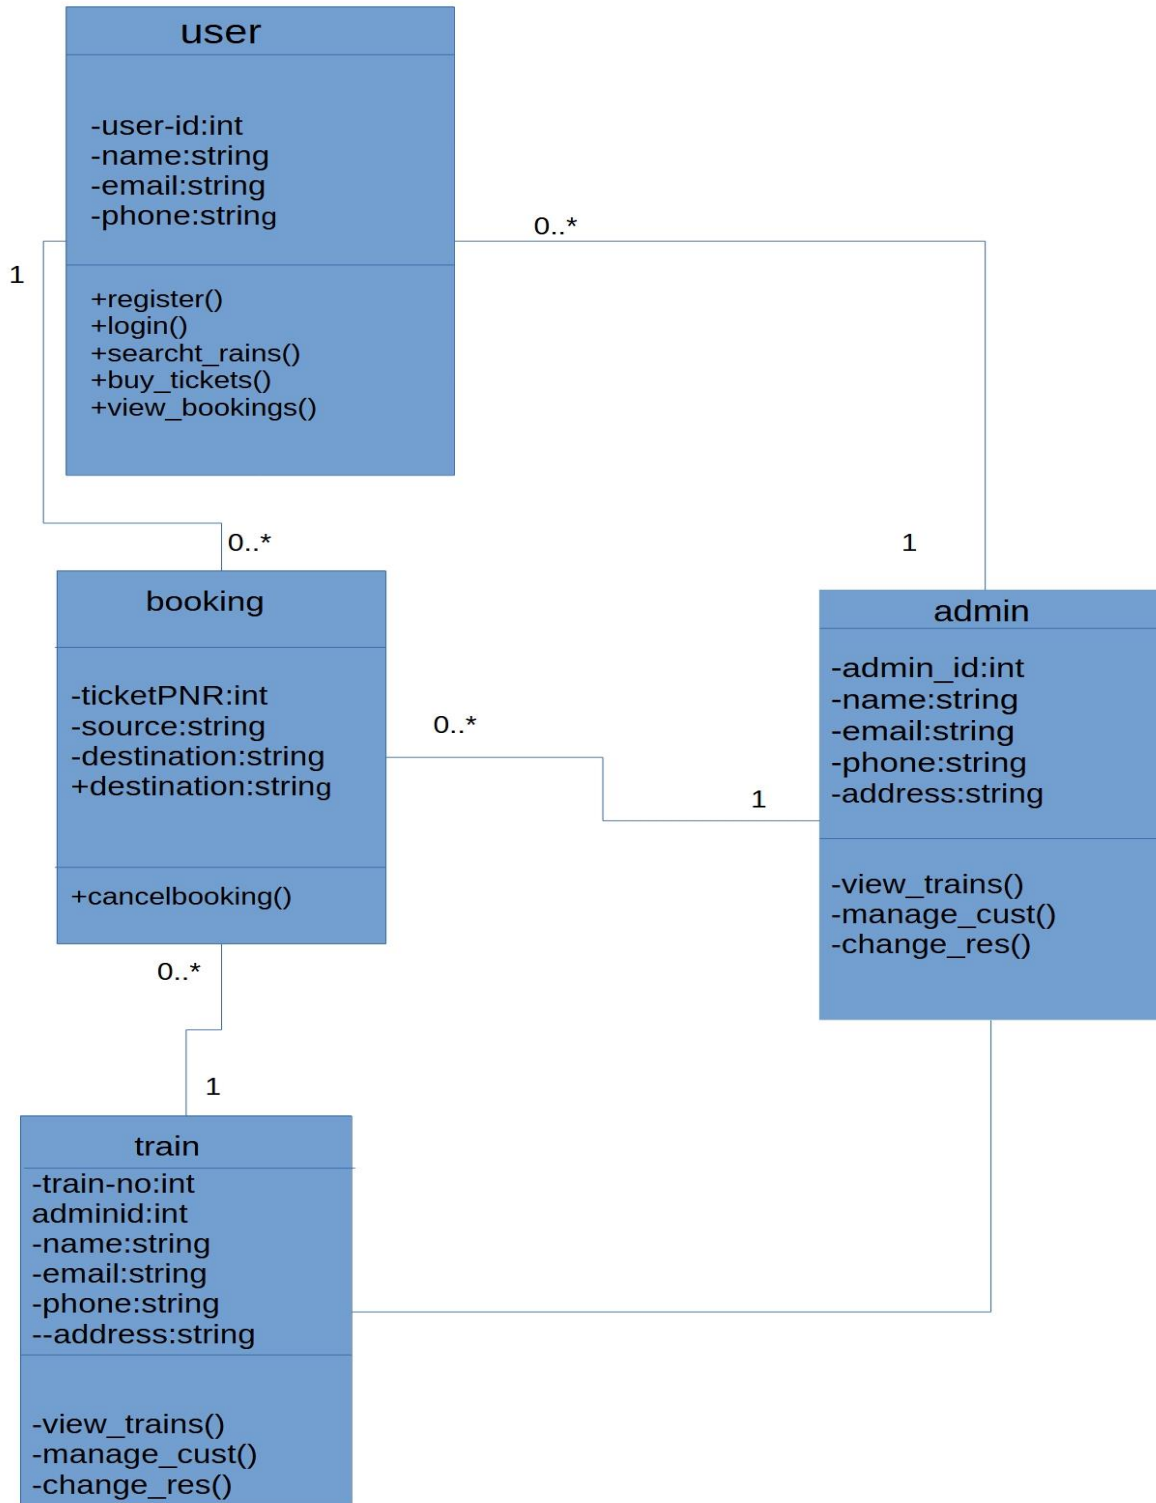 user
-user-id:int
-name:string
-email:string
-phone:string
0..*
1
+register()
+login()
+searcht_rains()
+buy_tickets()
+view_bookings()
0..*
1
booking
-ticketPNR:int
-source:string
-destination:string
+destination:string
+cancelbooking()
0..*
1
admin
-admin_id:int
-name:string
-email:string
-phone:string
-address:string
-view_trains()
-manage_cust()
-change_res()
0..*
1
train
-train-no:int
adminid:int
-name:string
-email:string
-phone:string
--address:string
-view_trains()
-manage_cust()
-change_res()